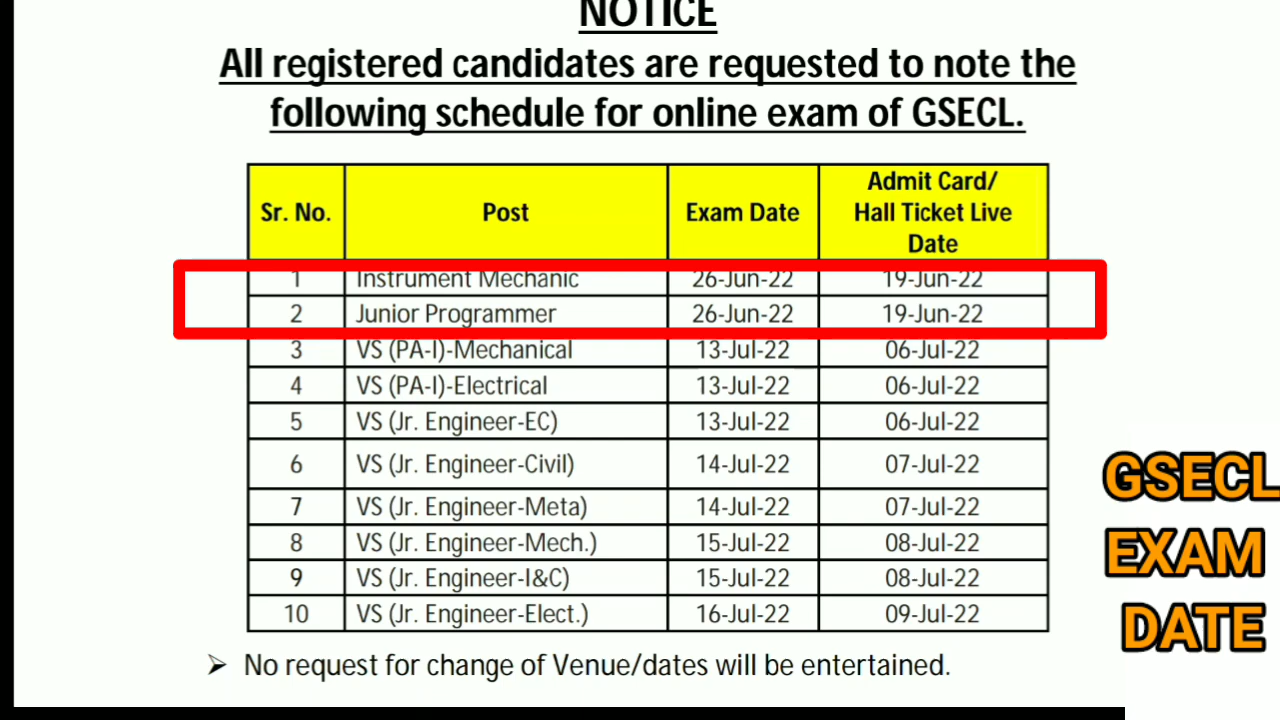 NOTICE
All registered candidates are requested to note the
following schedule for online exam of GSECL.
Sr. No. Post Exam Date Admit Card/
Hall Ticket Live
Date
1 Instrument Mechanic 26-Jun-22 19-Jun-22
2 Junior Programmer 26-Jun-22 19-Jun-22
3 VS (PA-I)-Mechanical 13-Jul-22 06-Jul-22
4 VS (PA-I)-Electrical 13-Jul-22 06-Jul-22
5 VS (Jr. Engineer-EC) 13-Jul-22 06-Jul-22
6 VS (Jr. Engineer-Civil) 14-Jul-22 07-Jul-22
7 VS (Jr. Engineer-Meta) 14-Jul-22 07-Jul-22
8 VS (Jr. Engineer-Mech.) 15-Jul-22 08-Jul-22
9 VS (Jr. Engineer-I&C) 15-Jul-22 08-Jul-22
10 VS (Jr. Engineer-Elect.) 16-Jul-22 09-Jul-22
➢ No request for change of Venue/dates will be entertained.
GSECL
EXAM
DATE